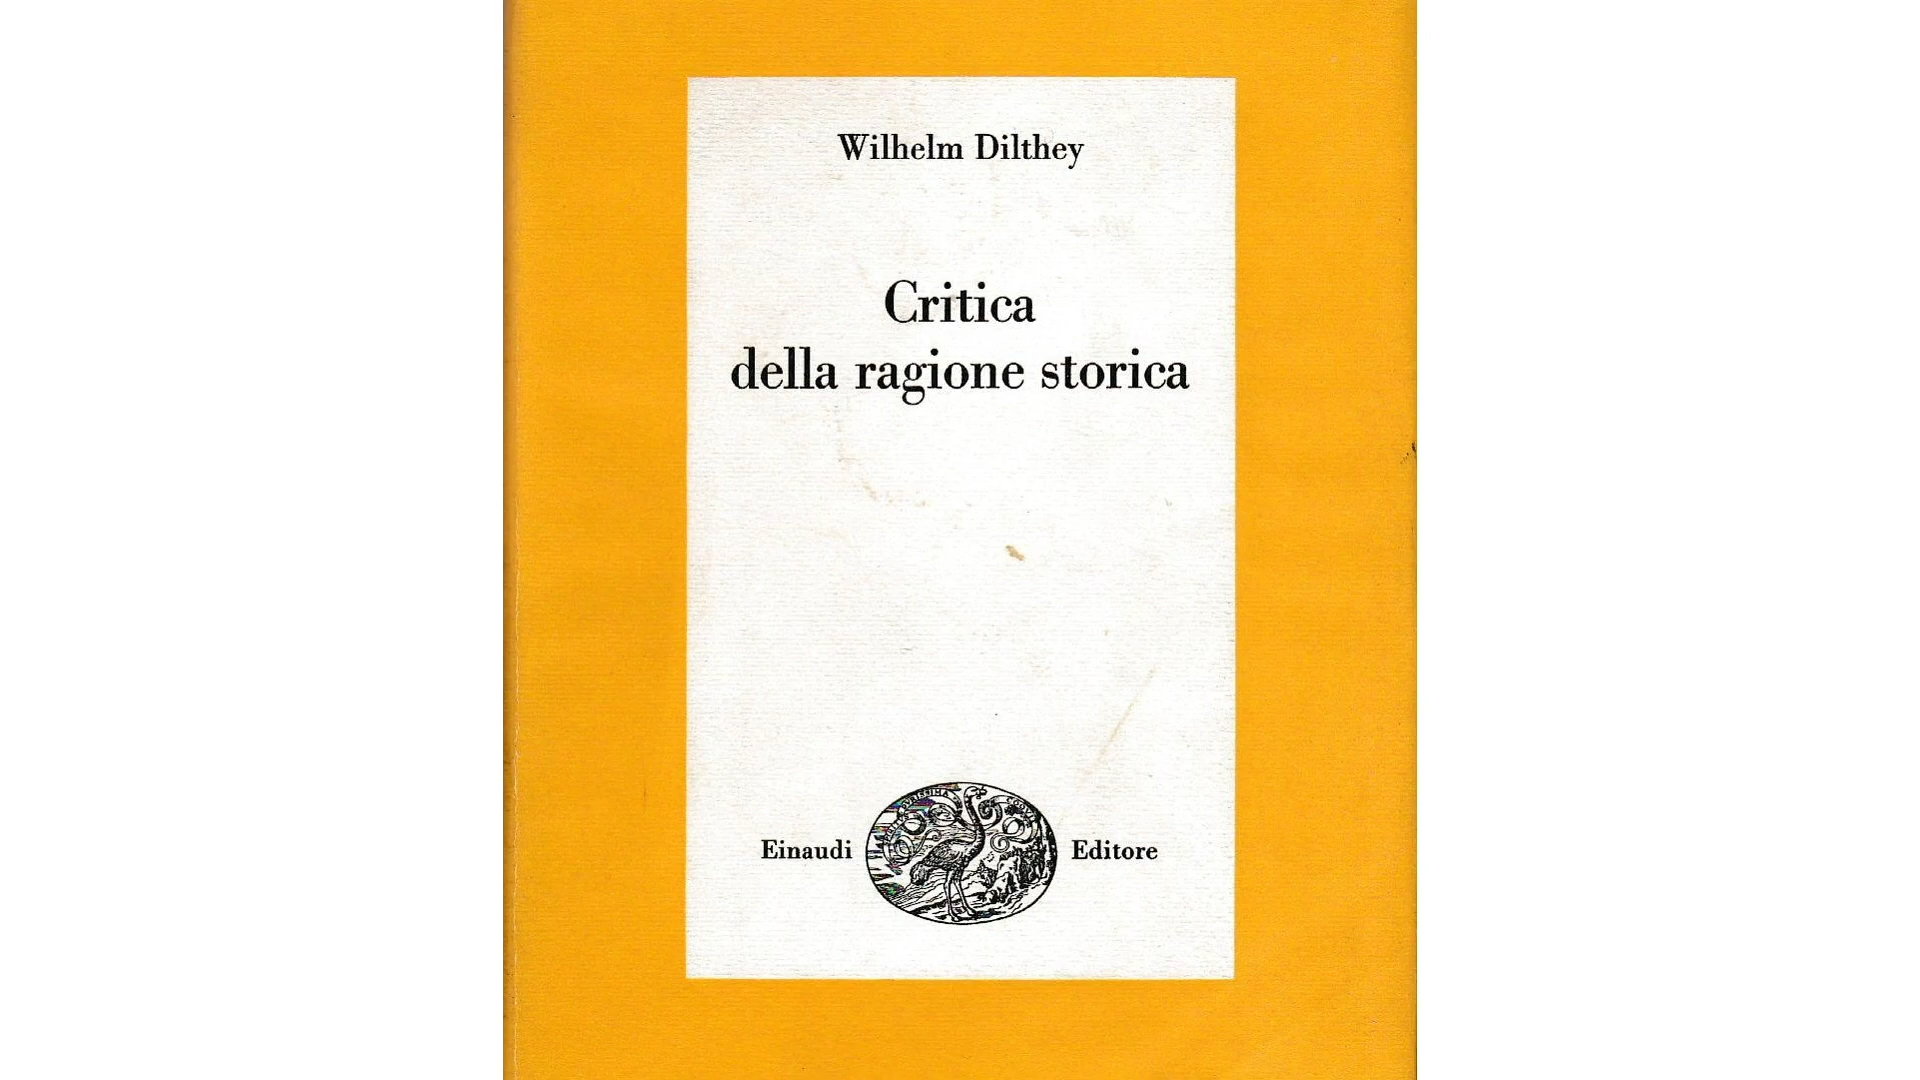 Wilhelm Dilthey
Critica
della ragione storica
Einaudi Editore